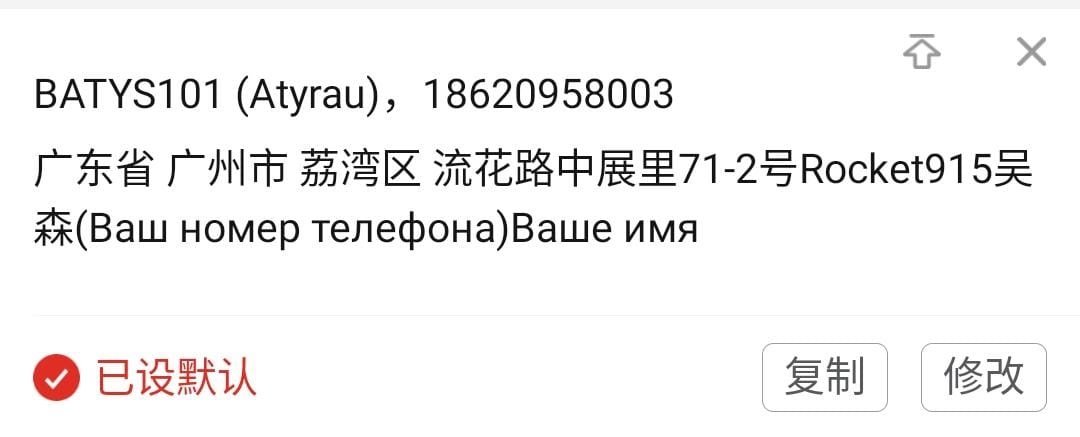 BATYS101 (Atyrau)，18620958003
广东省 广州市 荔湾区 流花路中展里71-2号Rocket915吴
森(Ваш номер телефона)Ваше имя
已设默认
复制
修改